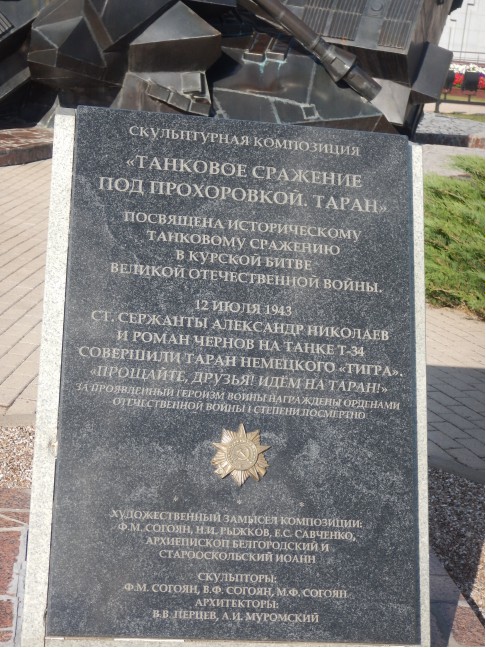 СКУЛЬПТУРНАЯ КОМПОЗИЦИЯ
«ТАНКОВОЕ СРАЖЕНИЕ
ПОД ПРОХОРОВКОЙ. ТАРАН»
ПОСВЯЩЕНА ИСТОРИЧЕСКОМУ
ТАНКОВОМУ СРАЖЕНИЮ
В КУРСКОЙ БИТВЕ
ВЕЛИКОЙ ОТЕЧЕСТВЕННОЙ ВОЙНЫ.
12 ИЮЛЯ 1943
СТ. СЕРЖАНТЫ АЛЕКСАНДР НИКОЛАЕВ
И РОМАН ЧЕРНОВ НА ТАНКЕ Т-34
СОВЕРШИЛИ ТАРАН НЕМЕЦКОГО «ТИГРА».
«ПРОЩАЙТЕ, ДРУЗЬЯ! ИДЁМ НА ТАРАН!»
ЗА ПРОЯВЛЕННЫЙ ГЕРОИЗМ ВОИНЫ НАГРАЖДЕНЫ ОРДЕНАМИ
ОТЕЧЕСТВЕННОЙ ВОЙНЫ I СТЕПЕНИ ПОСМЕРТНО
ХУДОЖЕСТВЕННЫЙ ЗАМЫСЕЛ КОМПОЗИЦИИ:
Ф.М. СОГОЯН, Н.И. РЫЖКОВ, Е.С. САВЧЕНКО,
АРХИЕПИСКОП БЕЛГОРОДСКИЙ И
СТАРООСКОЛЬСКИЙ ИОАНН
СКУЛЬПТОРЫ:
Ф.М. СОГОЯН, В.Ф. СОГОЯН, М.Ф. СОГОЯН
АРХИТЕКТОРЫ:
В.В. ПЕРЦЕВ, А.И. МУРОМСКИЙ